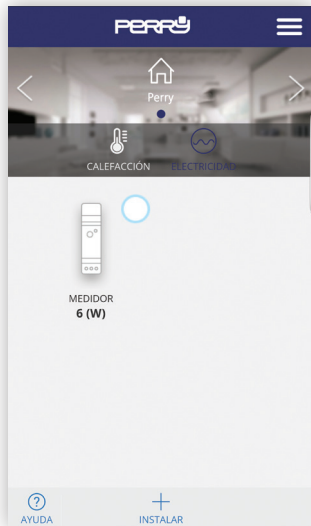 PERRY
Perry
CALEFACCIÓN ELECTRICIDAD
MEDIDOR
6 (W)
AYUDA INSTALAR